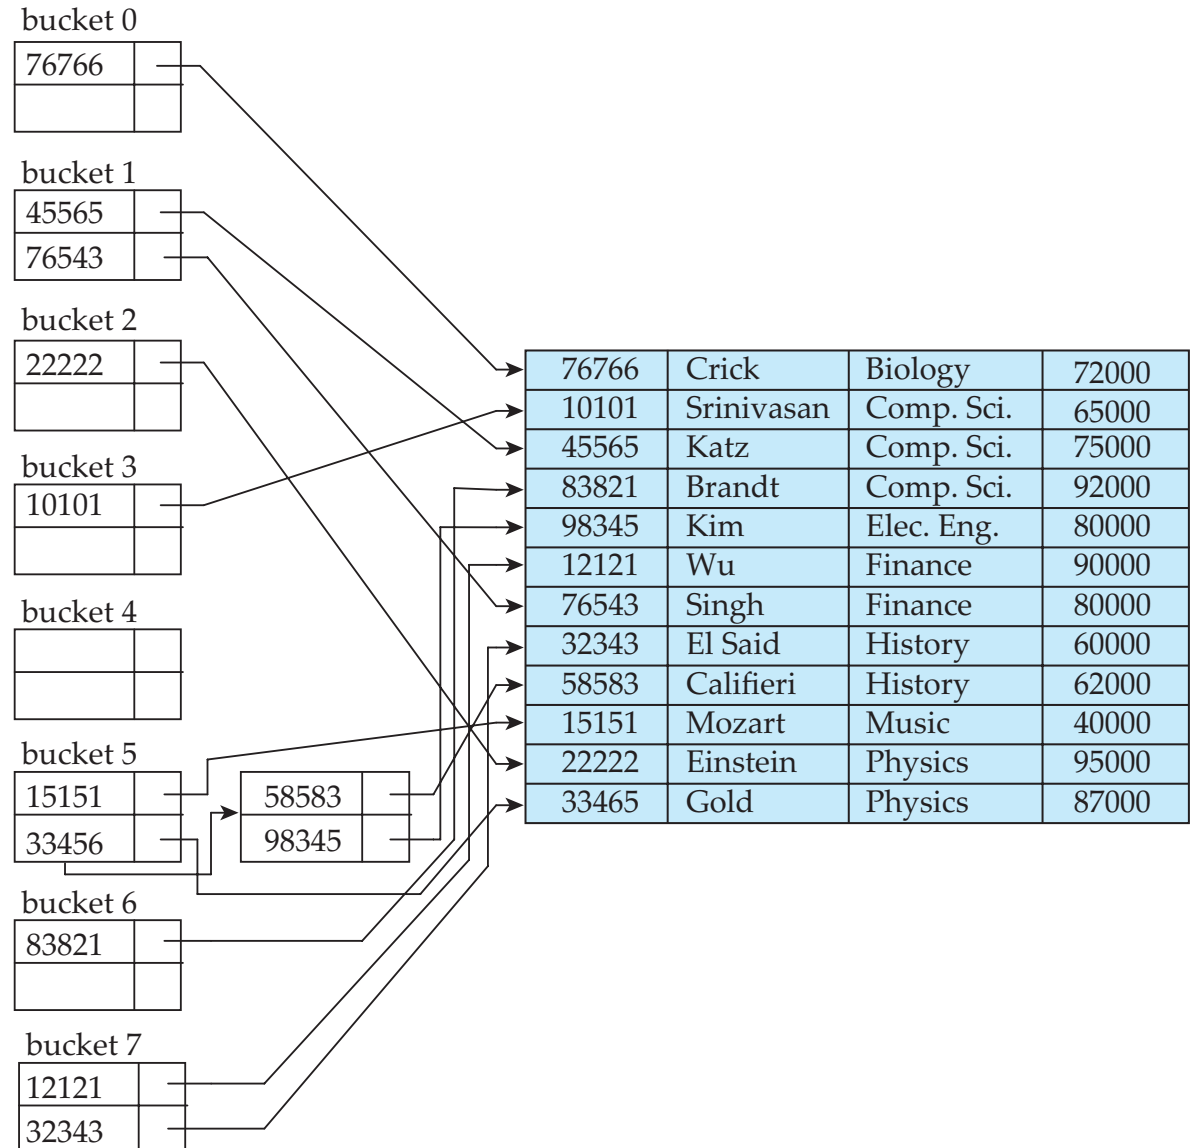 bucket 0
76766
bucket 1
45565
76543
bucket 2
22222
bucket 3
10101
bucket 4
bucket 5
15151
33456
58583
98345
bucket 6
83821
bucket 7
12121
32343
76766 Crick Biology 72000
10101 Srinivasan Comp. Sci. 65000
45565 Katz Comp. Sci. 75000
83821 Brandt Comp. Sci. 92000
98345 Kim Elec. Eng. 80000
12121 Wu Finance 90000
76543 Singh Finance 80000
32343 El Said History 60000
58583 Califieri History 62000
15151 Mozart Music 40000
22222 Einstein Physics 95000
33465 Gold Physics 87000